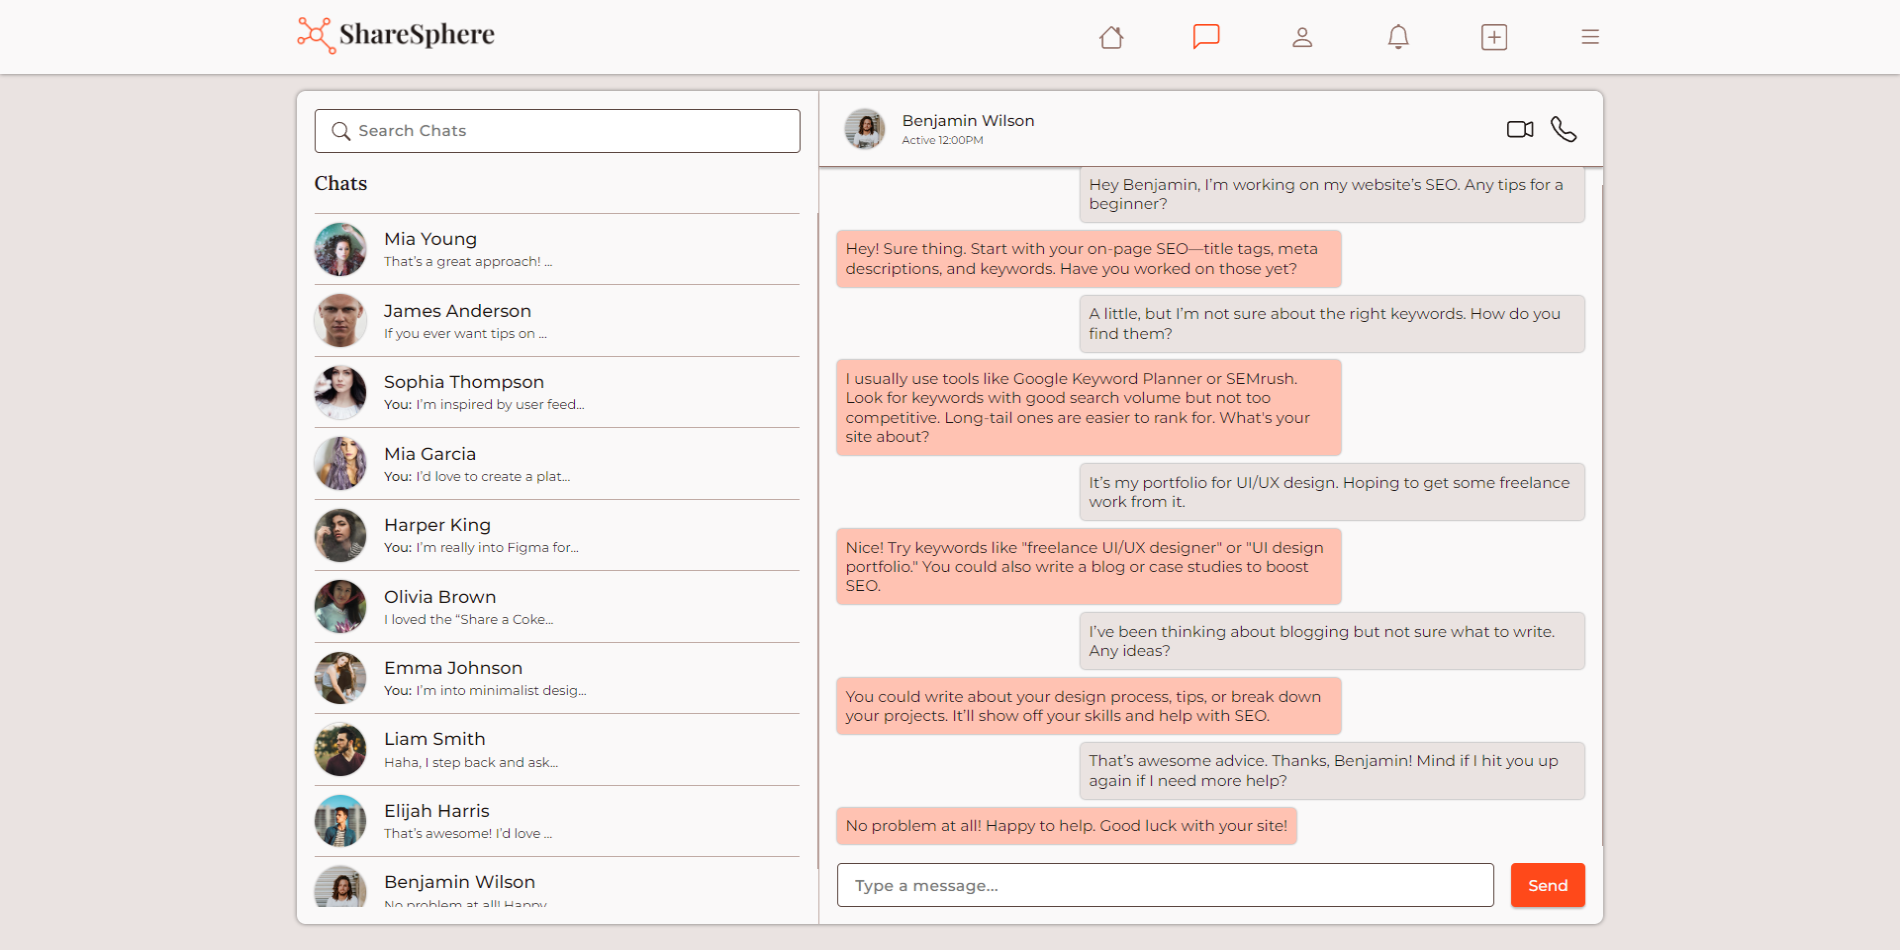 ShareSphere
Search Chats
Chats
Mia Young
That’s a great approach! ...
James Anderson
If you ever want tips on ...
Sophia Thompson
You: I’m inspired by user feed...
Mia Garcia
You: I’d love to create a plat...
Harper King
You: I’m really into Figma for...
Olivia Brown
I loved the “Share a Coke...
Emma Johnson
You: I’m into minimalist desig...
Liam Smith
Haha, I step back and ask...
Elijah Harris
That’s awesome! I’d love ...
Benjamin Wilson
No problem at all! Happy
Benjamin Wilson
Active 12:00PM
Hey Benjamin, I’m working on my website’s SEO. Any tips for a
beginner?
Hey! Sure thing. Start with your on-page SEO—title tags, meta
descriptions, and keywords. Have you worked on those yet?
A little, but I’m not sure about the right keywords. How do you
find them?
I usually use tools like Google Keyword Planner or SEMrush.
Look for keywords with good search volume but not too
competitive. Long-tail ones are easier to rank for. What's your
site about?
It’s my portfolio for UI/UX design. Hoping to get some freelance
work from it.
Nice! Try keywords like "freelance UI/UX designer" or "UI design
portfolio." You could also write a blog or case studies to boost
SEO.
I’ve been thinking about blogging but not sure what to write.
Any ideas?
You could write about your design process, tips, or break down
your projects. It’ll show off your skills and help with SEO.
That’s awesome advice. Thanks, Benjamin! Mind if I hit you up
again if I need more help?
No problem at all! Happy to help. Good luck with your site!
Type a message...
Send